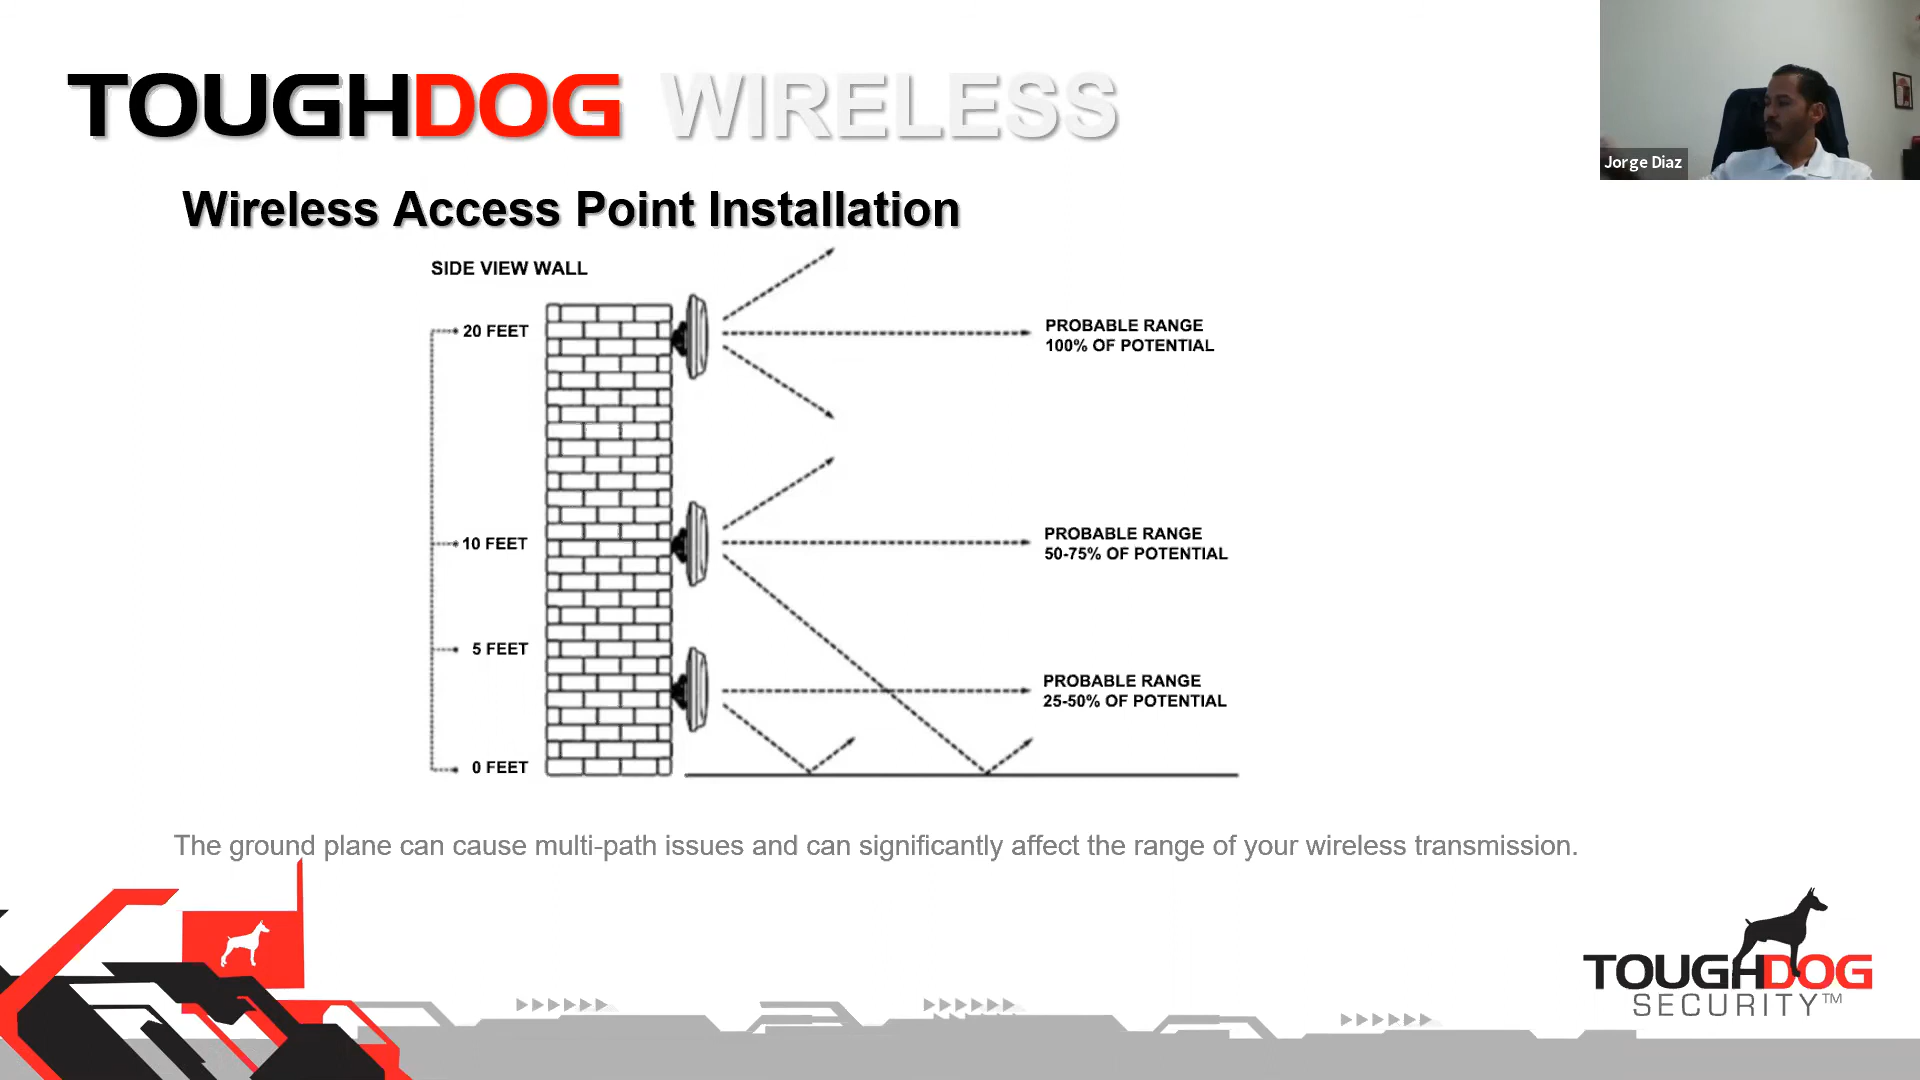 TOUGHDOG WIRELESS
Jorge Diaz
Wireless Access Point Installation
SIDE VIEW WALL
20 FEET
PROBABLE RANGE
100% OF POTENTIAL
10 FEET
PROBABLE RANGE
50-75% OF POTENTIAL
5 FEET
PROBABLE RANGE
25-50% OF POTENTIAL
0 FEET
The ground plane can cause multi-path issues and can significantly affect the range of your wireless transmission.
TOUGHDOG
SECURITY™